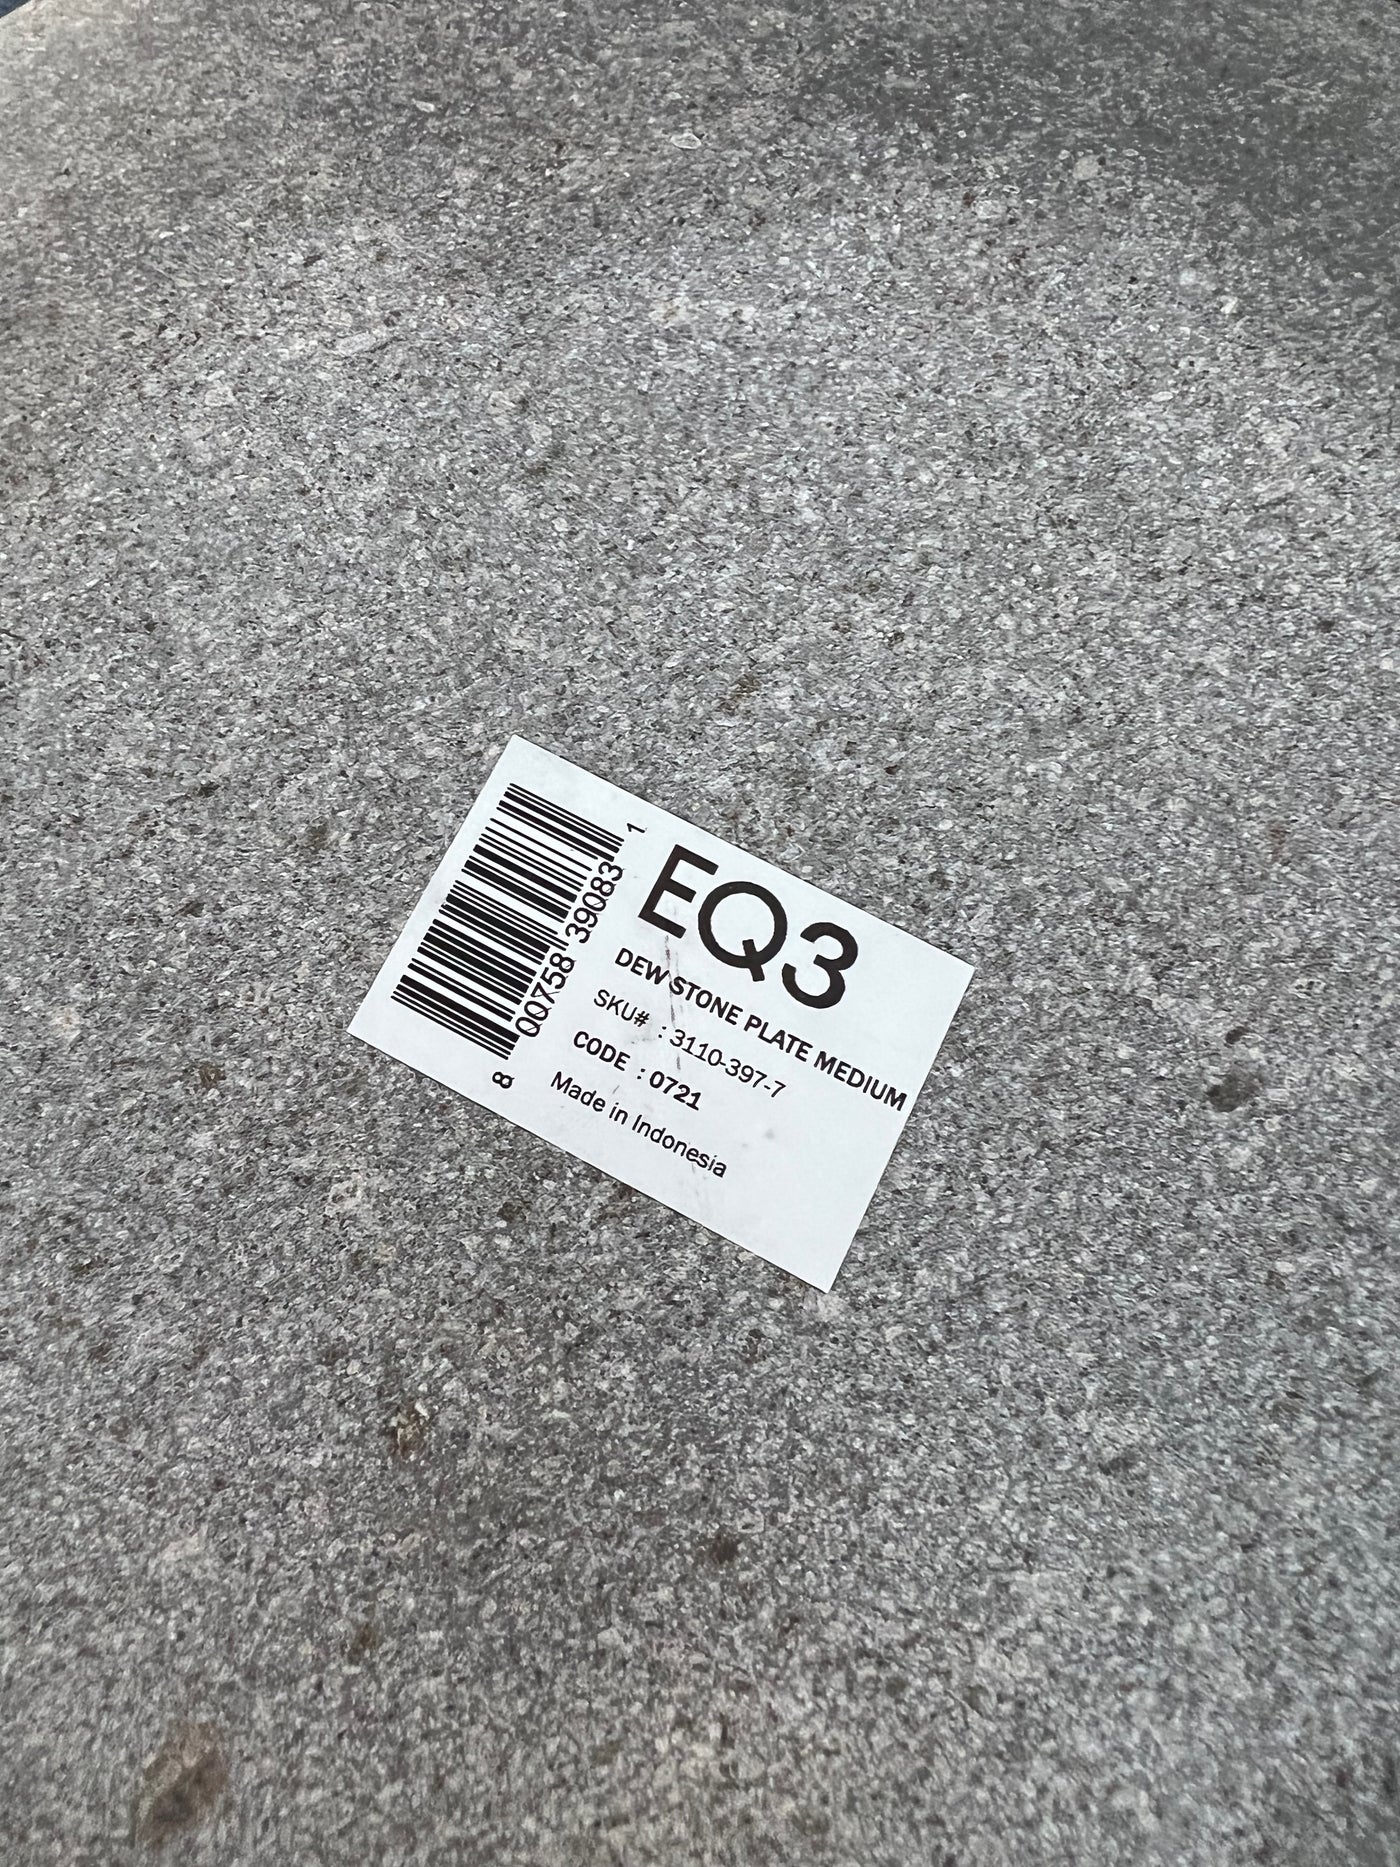 EQ3
DEW STONE PLATE MEDIUM
SKU# : 3110-397-7
CODE : 0721
Made in Indonesia
8 00758 39083 1